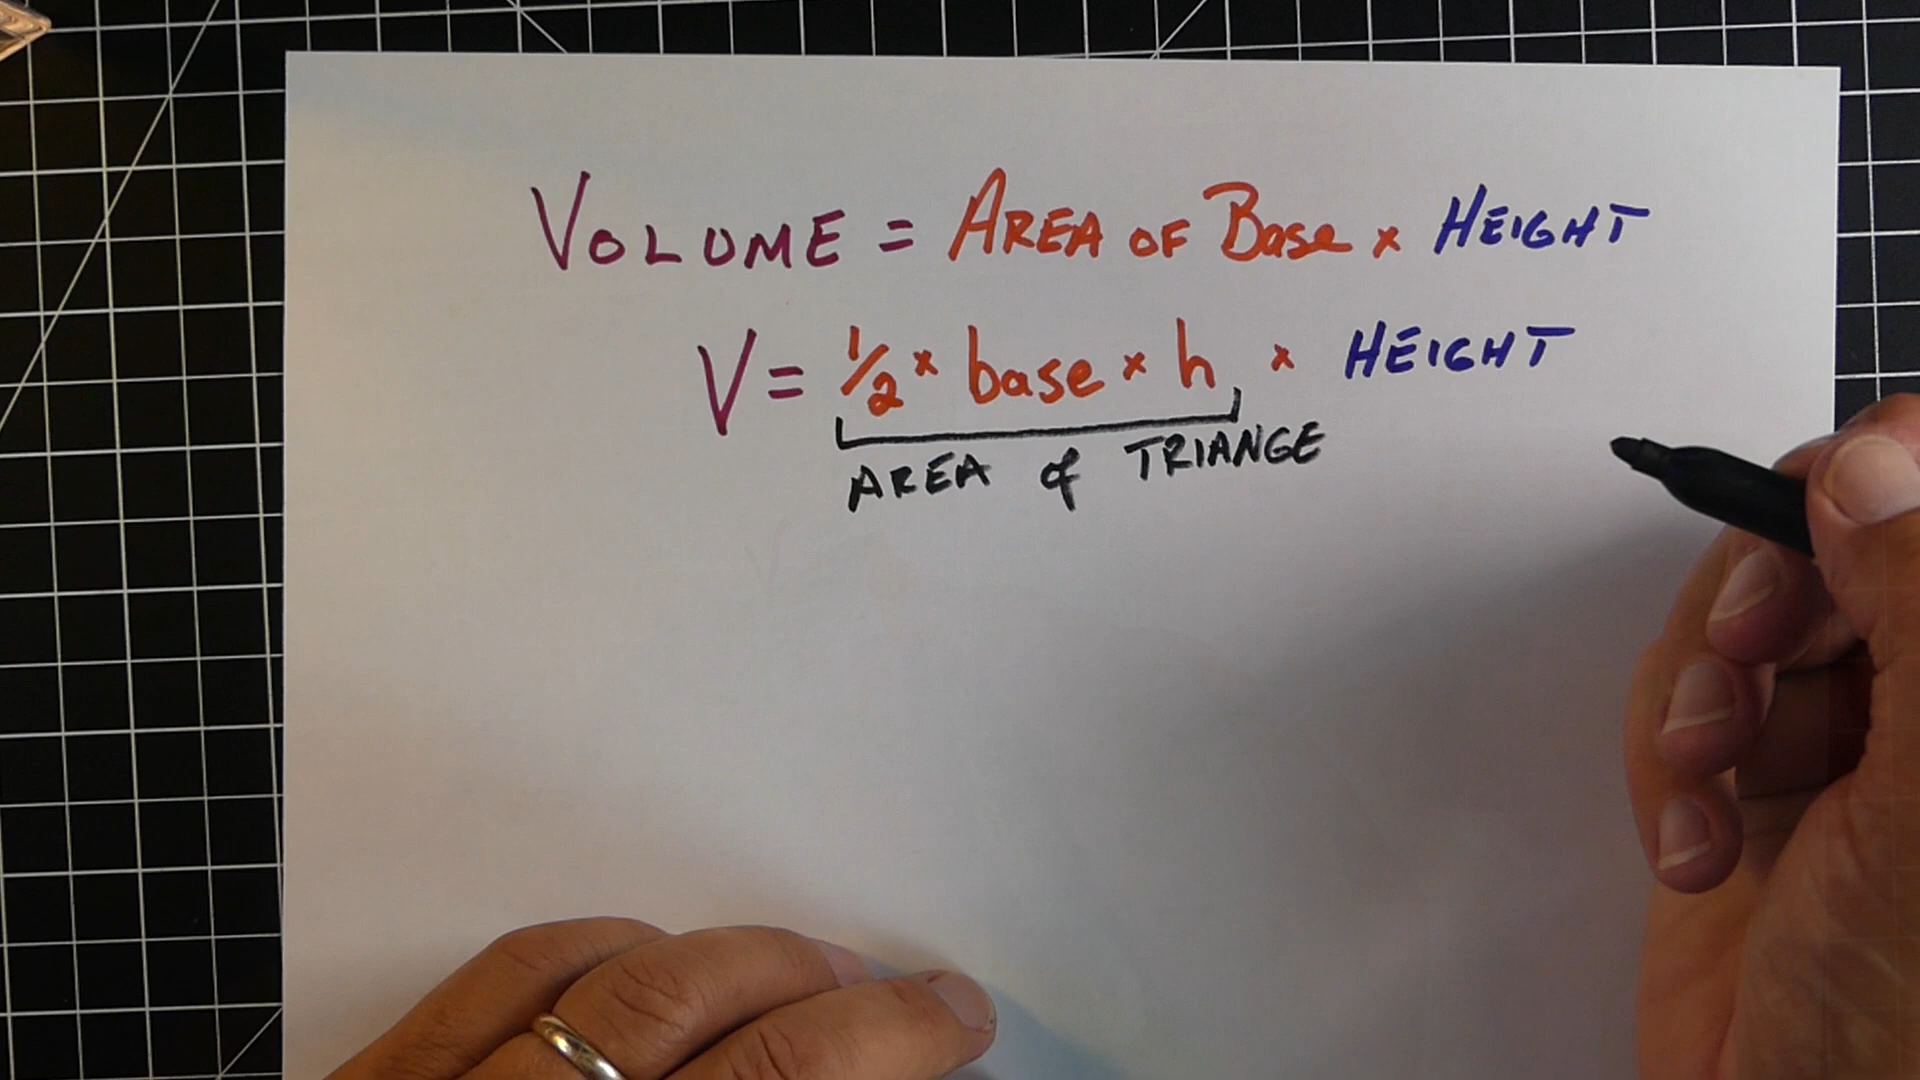 VOLUME = AREA OF Base × HEIGHT
V = 1/2 × base × h × HEIGHT
AREA of TRIANGE